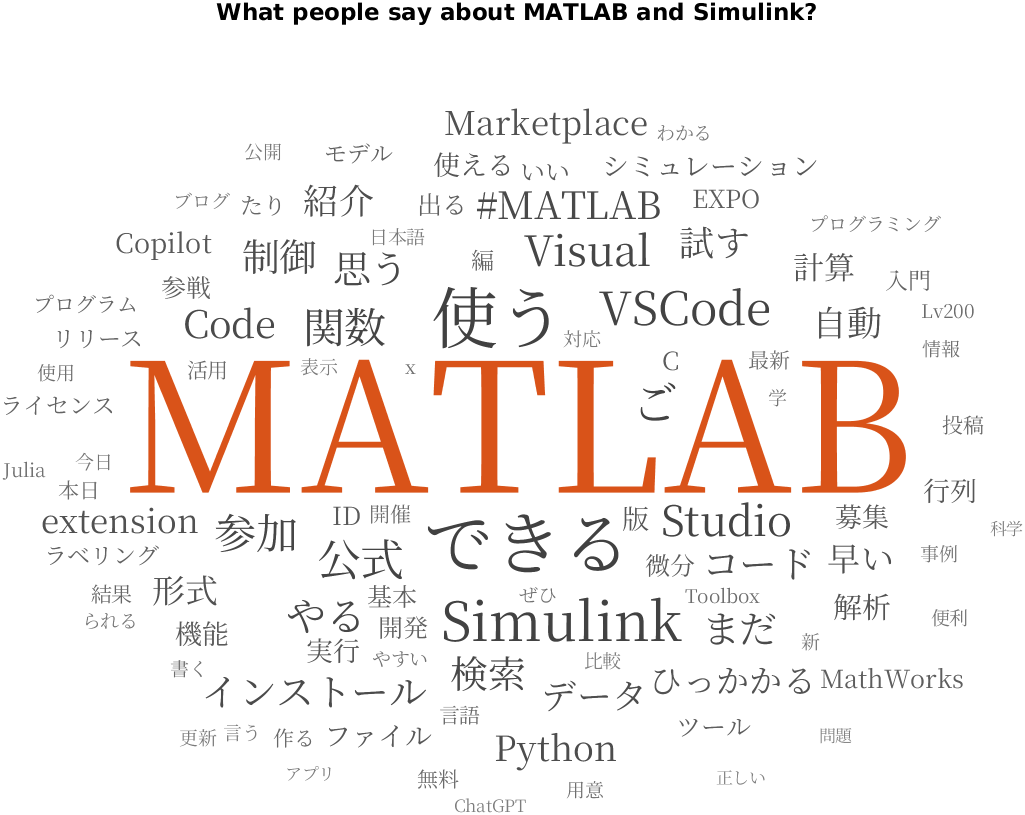 What people say about MATLAB and Simulink?
Marketplace わかる
公開 モデル 使える いい シミュレーション
ブログ たり 紹介 出る #MATLAB EXPO
プログラミング
Copilot 制御 日本語 思う 編 Visual 試す 計算 入門
参戦
プログラム Code 関数 使う VSCode 自動 Lv200
リリース 対応 情報
使用 活用 表示 x C 最新
ライセンス MATLAB ご 学 投稿
Julia 今日
本日 行列
extension 参加 ID 開催 できる 版 Studio 募集 科学
ラベリング 公式 微分 コード 早い 事例
結果 形式 基本 ぜひ Toolbox 解析 便利
られる 機能 やる 開発 Simulink まだ 新
書く 実行 やすい 検索 比較 ひっかかる MathWorks
インストール データ
更新 言う 作る ファイル 言語 ツール 問題
Python
アプリ 無料 用意 正しい
ChatGPT